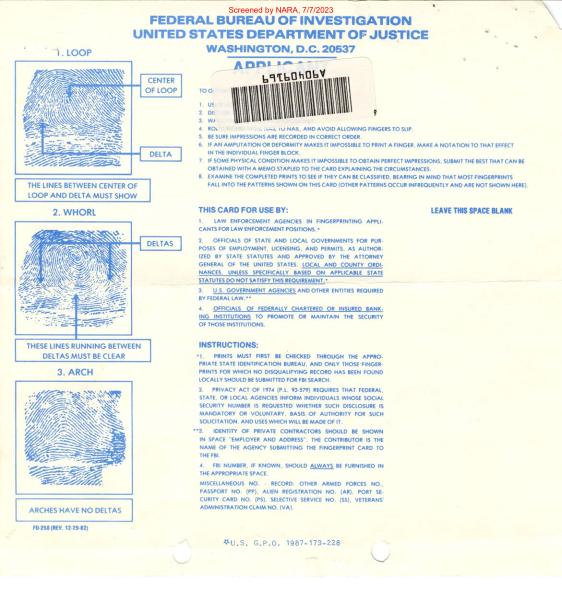 Screened by NARA, 7/7/2023
FEDERAL BUREAU OF INVESTIGATION
UNITED STATES DEPARTMENT OF JUSTICE
WASHINGTON, D.C. 20537
APPLICANT
A90409169
1. LOOP
CENTER
OF LOOP
DELTA
THE LINES BETWEEN CENTER OF
LOOP AND DELTA MUST SHOW
2. WHORL
DELTAS
THESE LINES RUNNING BETWEEN
DELTAS MUST BE CLEAR
3. ARCH
ARCHES HAVE NO DELTAS
FD-258 (REV. 12-29-82)
TO
1.
2.
3.
4. TO NAIL, AND AVOID ALLOWING FINGERS TO SLIP.
5. BE SURE IMPRESSIONS ARE RECORDED IN CORRECT ORDER.
6. IF AN AMPUTATION OR DEFORMITY MAKES IT IMPOSSIBLE TO PRINT A FINGER, MAKE A NOTATION TO THAT EFFECT
IN THE INDIVIDUAL FINGER BLOCK.
7. IF SOME PHYSICAL CONDITION MAKES IT IMPOSSIBLE TO OBTAIN PERFECT IMPRESSIONS, SUBMIT THE BEST THAT CAN BE
OBTAINED WITH A MEMO STAPLED TO THE CARD EXPLAINING THE CIRCUMSTANCES.
8. EXAMINE THE COMPLETED PRINTS TO SEE IF THEY CAN BE CLASSIFIED, BEARING IN MIND THAT MOST FINGERPRINTS
FALL INTO THE PATTERNS SHOWN ON THIS CARD (OTHER PATTERNS OCCUR INFREQUENTLY AND ARE NOT SHOWN HERE).
THIS CARD FOR USE BY:
LEAVE THIS SPACE BLANK
1. LAW ENFORCEMENT AGENCIES IN FINGERPRINTING APPLI-
CANTS FOR LAW ENFORCEMENT POSITIONS.*
2. OFFICIALS OF STATE AND LOCAL GOVERNMENTS FOR PUR-
POSES OF EMPLOYMENT, LICENSING, AND PERMITS, AS AUTHOR-
IZED BY STATE STATUTES AND APPROVED BY THE ATTORNEY
GENERAL OF THE UNITED STATES. LOCAL AND COUNTY ORDI-
NANCES, UNLESS SPECIFICALLY BASED ON APPLICABLE STATE
STATUTES DO NOT SATISFY THIS REQUIREMENT.*
3. U.S. GOVERNMENT AGENCIES AND OTHER ENTITIES REQUIRED
BY FEDERAL LAW.**
4. OFFICIALS OF FEDERALLY CHARTERED OR INSURED BANK-
ING INSTITUTIONS TO PROMOTE OR MAINTAIN THE SECURITY
OF THOSE INSTITUTIONS.
INSTRUCTIONS:
*1. PRINTS MUST FIRST BE CHECKED THROUGH THE APPRO-
PRIATE STATE IDENTIFICATION BUREAU, AND ONLY THOSE FINGER-
PRINTS FOR WHICH NO DISQUALIFYING RECORD HAS BEEN FOUND
LOCALLY SHOULD BE SUBMITTED FOR FBI SEARCH.
2. PRIVACY ACT OF 1974 (P.L. 93-579) REQUIRES THAT FEDERAL,
STATE, OR LOCAL AGENCIES INFORM INDIVIDUALS WHOSE SOCIAL
SECURITY NUMBER IS REQUESTED WHETHER SUCH DISCLOSURE IS
MANDATORY OR VOLUNTARY, BASIS OF AUTHORITY FOR SUCH
SOLICITATION, AND USES WHICH WILL BE MADE OF IT.
**3. IDENTITY OF PRIVATE CONTRACTORS SHOULD BE SHOWN
IN SPACE "EMPLOYER AND ADDRESS". THE CONTRIBUTOR IS THE
NAME OF THE AGENCY SUBMITTING THE FINGERPRINT CARD TO
THE FBI.
4. FBI NUMBER, IF KNOWN, SHOULD ALWAYS BE FURNISHED IN
THE APPROPRIATE SPACE.
MISCELLANEOUS NO. - RECORD: OTHER ARMED FORCES NO.,
PASSPORT NO. (PP), ALIEN REGISTRATION NO. (AR), PORT SE-
CURITY CARD NO. (PS), SELECTIVE SERVICE NO. (SS), VETERANS'
ADMINISTRATION CLAIM NO. (VA).
*U.S. G.P.O. 1987-173-228